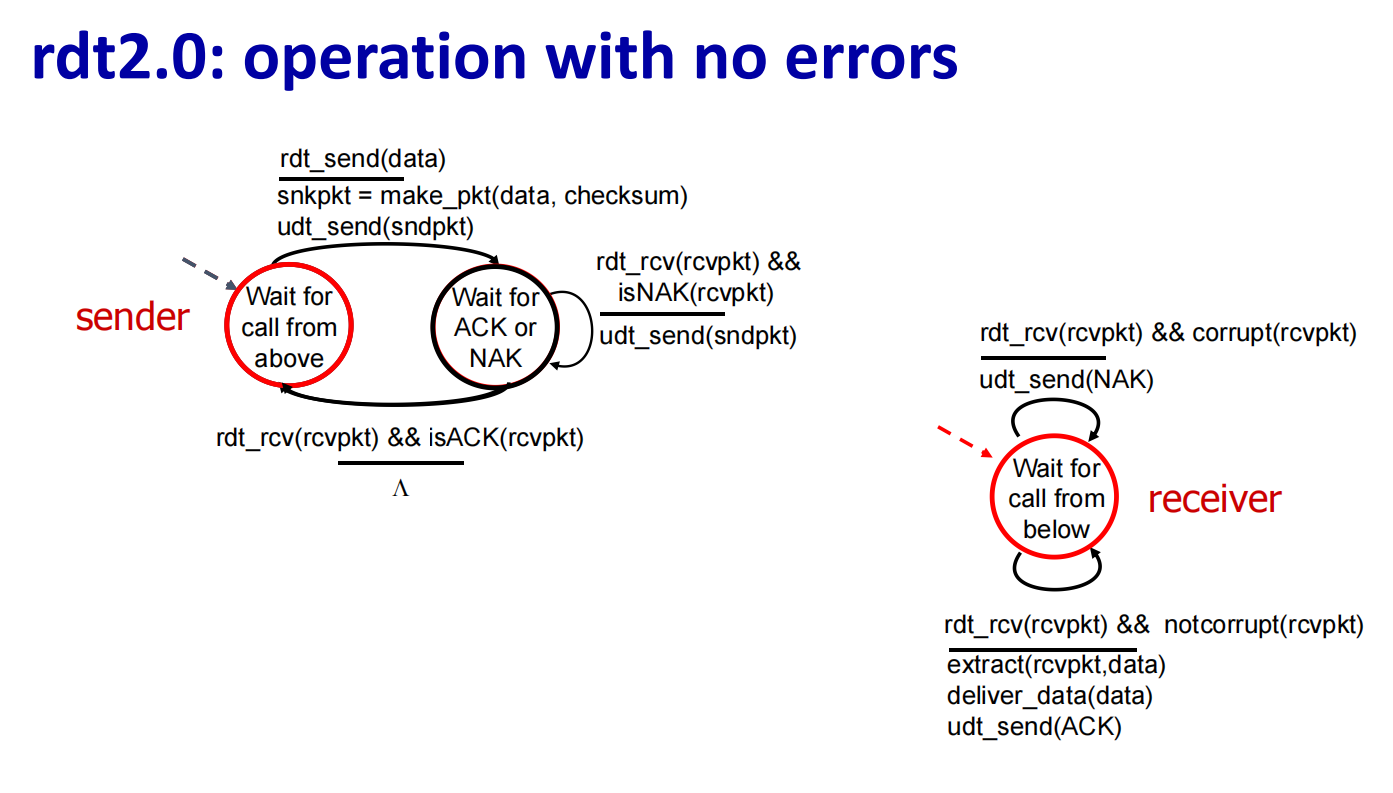 rdt2.0: operation with no errors
rdt_send(data)
snkpkt = make_pkt(data, checksum)
udt_send(sndpkt)
sender
Wait for
call from
above
Wait for
ACK or
NAK
rdt_rcv(rcvpkt) &&
isNAK(rcvpkt)
udt_send(sndpkt)
rdt_rcv(rcvpkt) && isACK(rcvpkt)
Λ
rdt_rcv(rcvpkt) && corrupt(rcvpkt)
udt_send(NAK)
Wait for
call from
below
receiver
rdt_rcv(rcvpkt) && notcorrupt(rcvpkt)
extract(rcvpkt,data)
deliver_data(data)
udt_send(ACK)